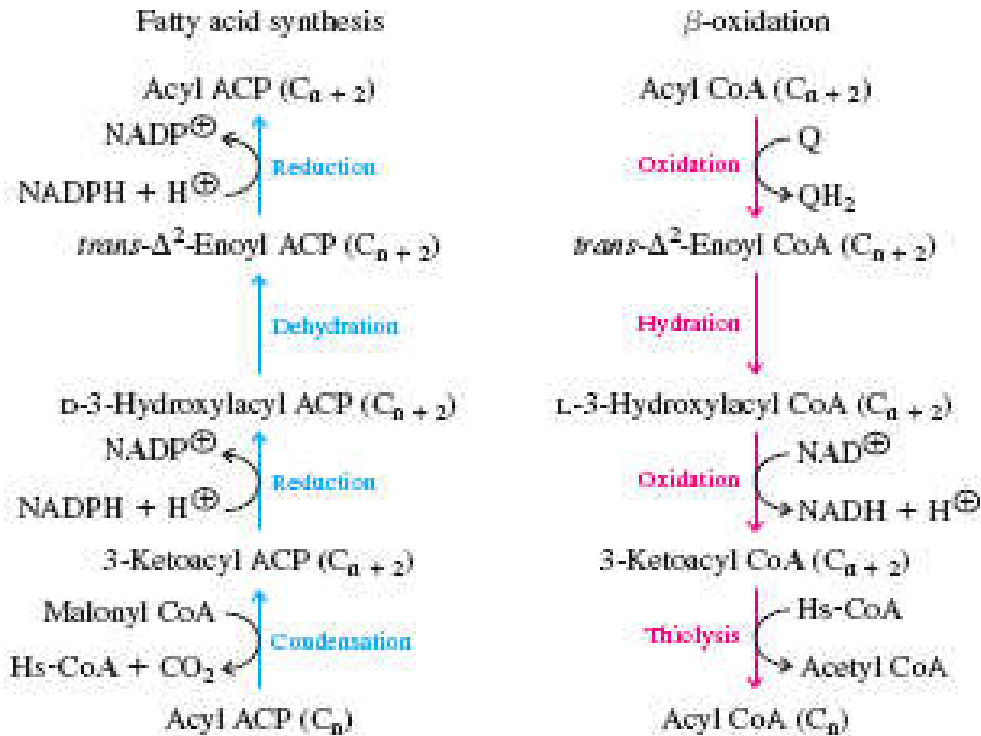 Fatty acid synthesis
Acyl ACP (Cn + 2)
NADP⊕
Reduction
NADPH + H⊕
trans-Δ²-Enoyl ACP (Cn + 2)
Dehydration
D-3-Hydroxylacyl ACP (Cn + 2)
NADP⊕
Reduction
NADPH + H⊕
3-Ketoacyl ACP (Cn + 2)
Malonyl CoA
Condensation
Hs-CoA + CO₂
Acyl ACP (Cn)
β-oxidation
Acyl CoA (Cn + 2)
Q
Oxidation
QH₂
trans-Δ²-Enoyl CoA (Cn + 2)
Hydration
L-3-Hydroxylacyl CoA (Cn + 2)
NAD⊕
Oxidation
NADH + H⊕
3-Ketoacyl CoA (Cn + 2)
Hs-CoA
Thiolysis
Acetyl CoA
Acyl CoA (Cn)